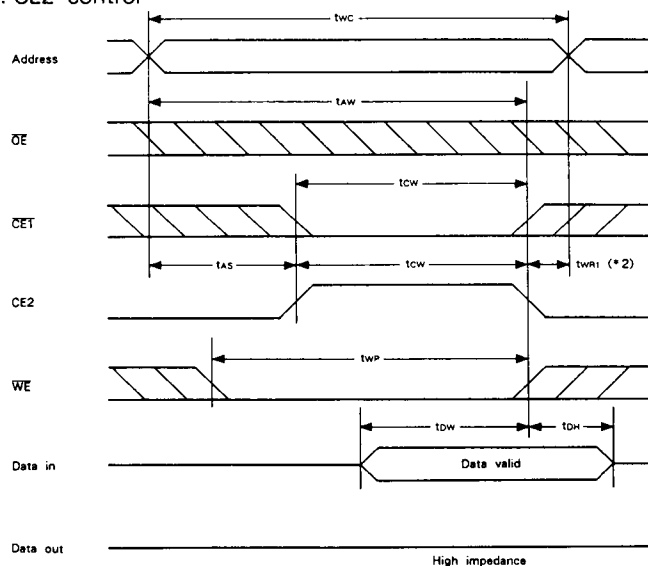 : CE2 control
twc
Address
tAW
OE
tcw
CE1
tAS
tcw
tWR1 (*2)
CE2
twp
WE
tDW
tDH
Data in
Data valid
Data out
High impedance